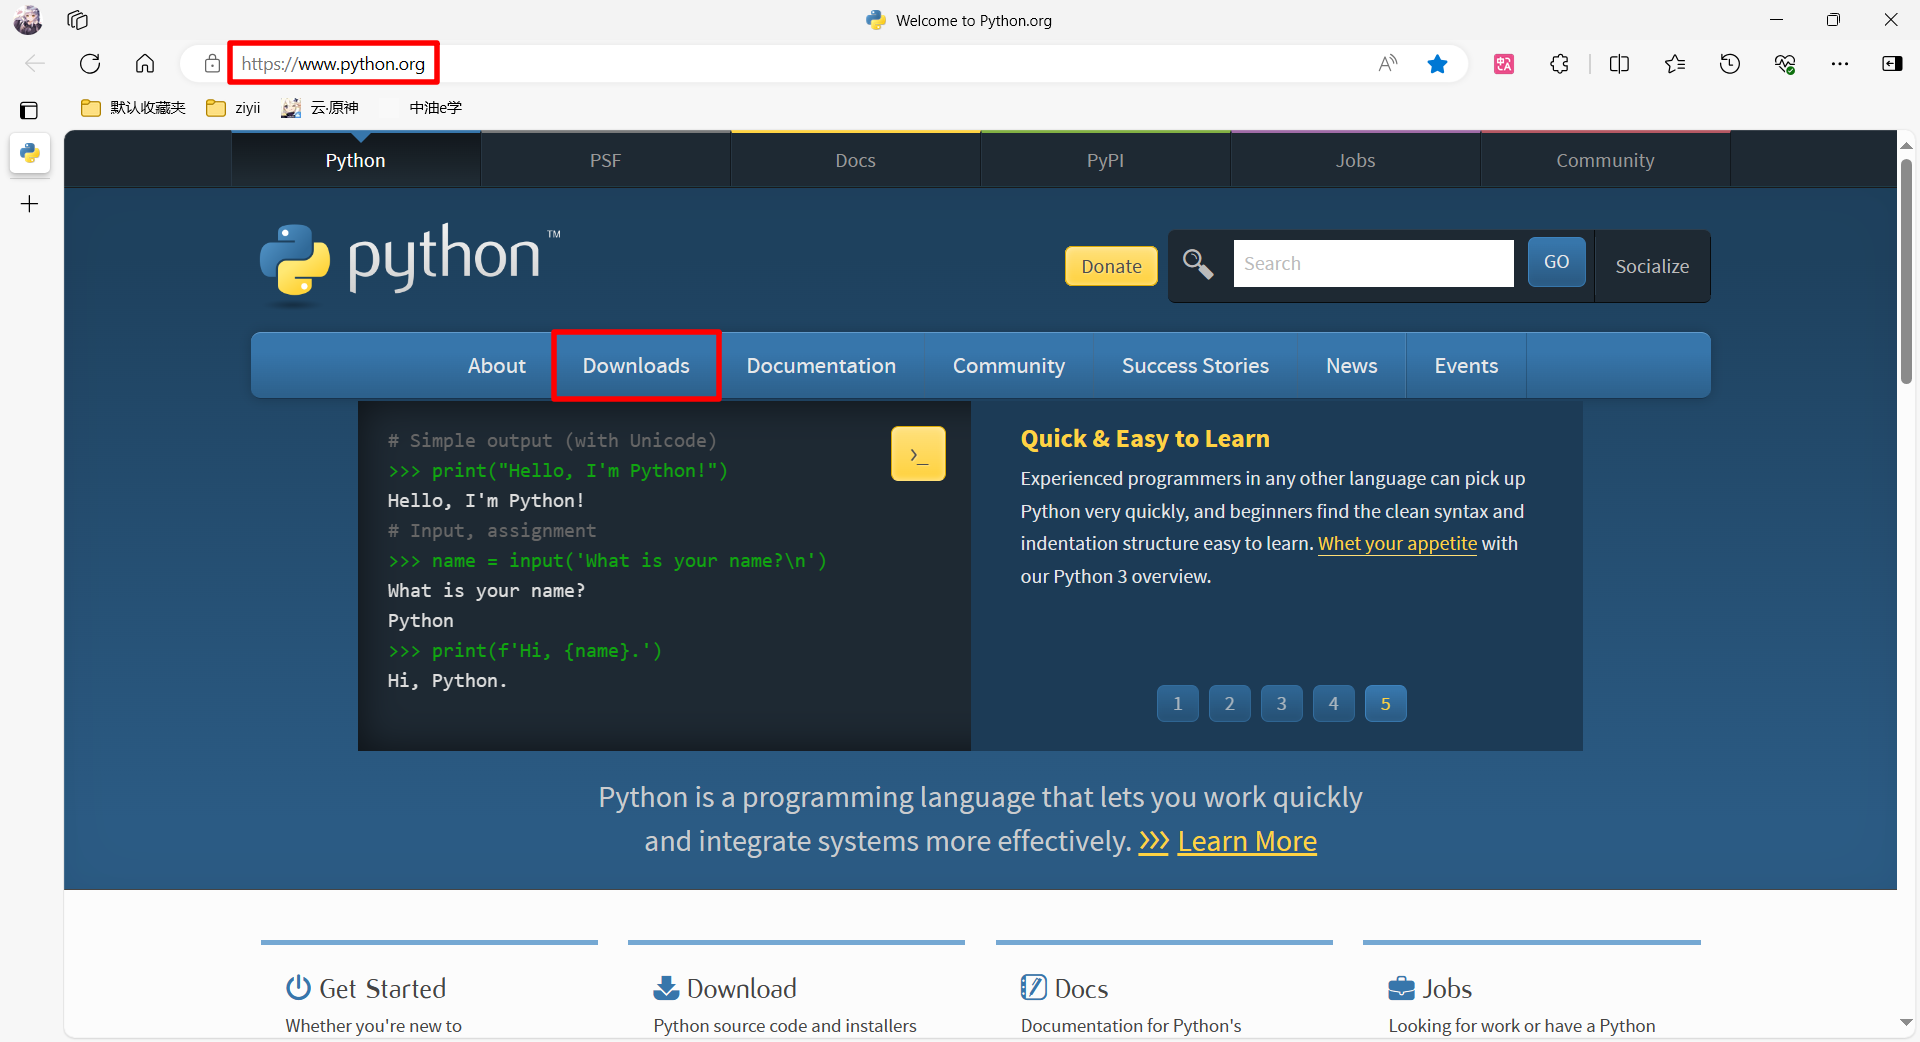 Welcome to Python.org
https://www.python.org
默认收藏夹 ziyii 云·原神 中油e学
Python PSF Docs PyPI Jobs Community
python™
Donate Search GO Socialize
About Downloads Documentation Community Success Stories News Events
# Simple output (with Unicode)
>>> print("Hello, I'm Python!")
Hello, I'm Python!
# Input, assignment
>>> name = input('What is your name?\n')
What is your name?
Python
>>> print(f'Hi, {name}.')
Hi, Python.
>_
Quick & Easy to Learn
Experienced programmers in any other language can pick up
Python very quickly, and beginners find the clean syntax and
indentation structure easy to learn. Whet your appetite with
our Python 3 overview.
1 2 3 4 5
Python is a programming language that lets you work quickly
and integrate systems more effectively. >>> Learn More
Get Started
Whether you're new to
Download
Python source code and installers
Docs
Documentation for Python's
Jobs
Looking for work or have a Python